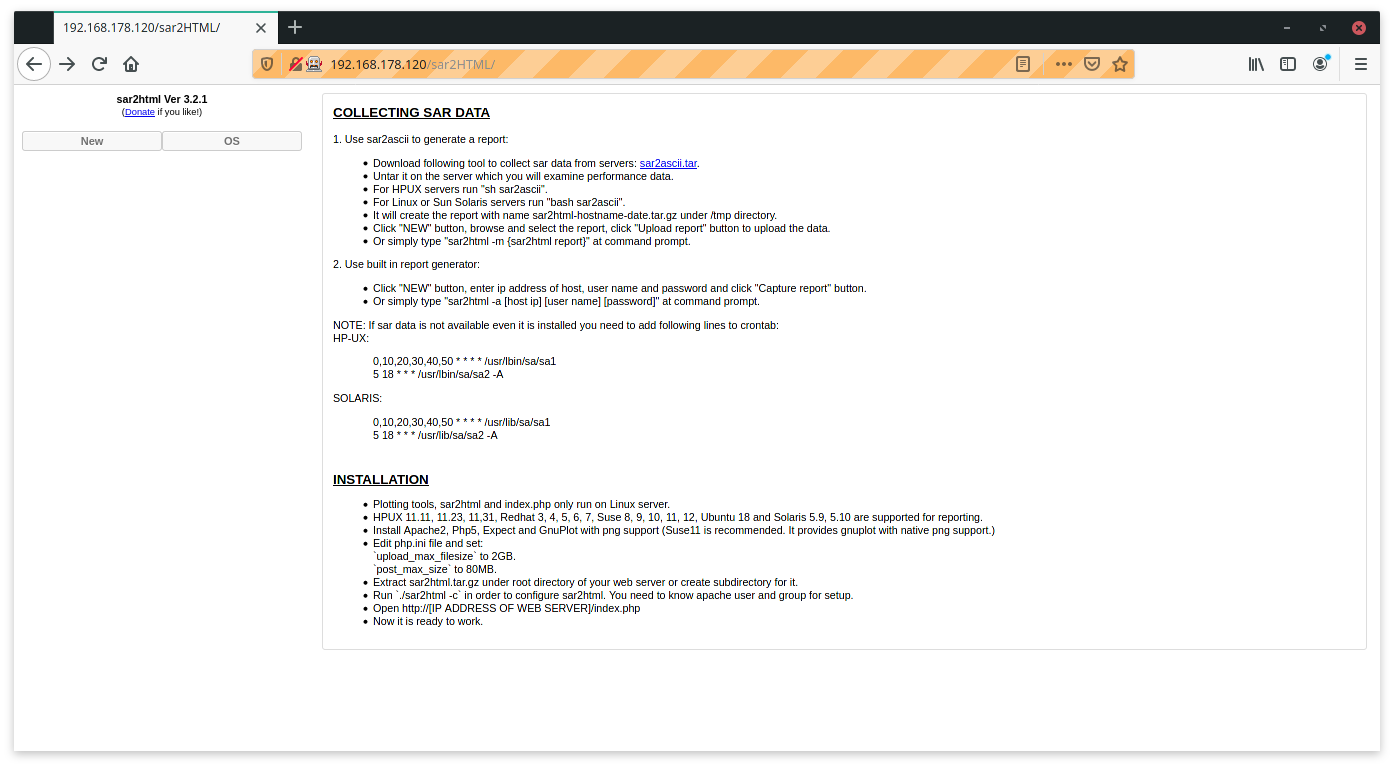 192.168.178.120/sar2HTML/
192.168.178.120/sar2HTML/
sar2html Ver 3.2.1
(Donate if you like!)
New OS
COLLECTING SAR DATA
1. Use sar2ascii to generate a report:
• Download following tool to collect sar data from servers: sar2ascii.tar.
• Untar it on the server which you will examine performance data.
• For HPUX servers run "sh sar2ascii".
• For Linux or Sun Solaris servers run "bash sar2ascii".
• It will create the report with name sar2html-hostname-date.tar.gz under /tmp directory.
• Click "NEW" button, browse and select the report, click "Upload report" button to upload the data.
• Or simply type "sar2html -m {sar2html report}" at command prompt.
2. Use built in report generator:
• Click "NEW" button, enter ip address of host, user name and password and click "Capture report" button.
• Or simply type "sar2html -a [host ip] [user name] [password]" at command prompt.
NOTE: If sar data is not available even it is installed you need to add following lines to crontab:
HP-UX:
0,10,20,30,40,50 * * * * /usr/lbin/sa/sa1
5 18 * * * /usr/lbin/sa/sa2 -A
SOLARIS:
0,10,20,30,40,50 * * * * /usr/lib/sa/sa1
5 18 * * * /usr/lib/sa/sa2 -A
INSTALLATION
• Plotting tools, sar2html and index.php only run on Linux server.
• HPUX 11.11, 11.23, 11,31, Redhat 3, 4, 5, 6, 7, Suse 8, 9, 10, 11, 12, Ubuntu 18 and Solaris 5.9, 5.10 are supported for reporting.
• Install Apache2, Php5, Expect and GnuPlot with png support (Suse11 is recommended. It provides gnuplot with native png support.)
• Edit php.ini file and set:
`upload_max_filesize` to 2GB.
`post_max_size` to 80MB.
• Extract sar2html.tar.gz under root directory of your web server or create subdirectory for it.
• Run `./sar2html -c` in order to configure sar2html. You need to know apache user and group for setup.
• Open http://[IP ADDRESS OF WEB SERVER]/index.php
• Now it is ready to work.